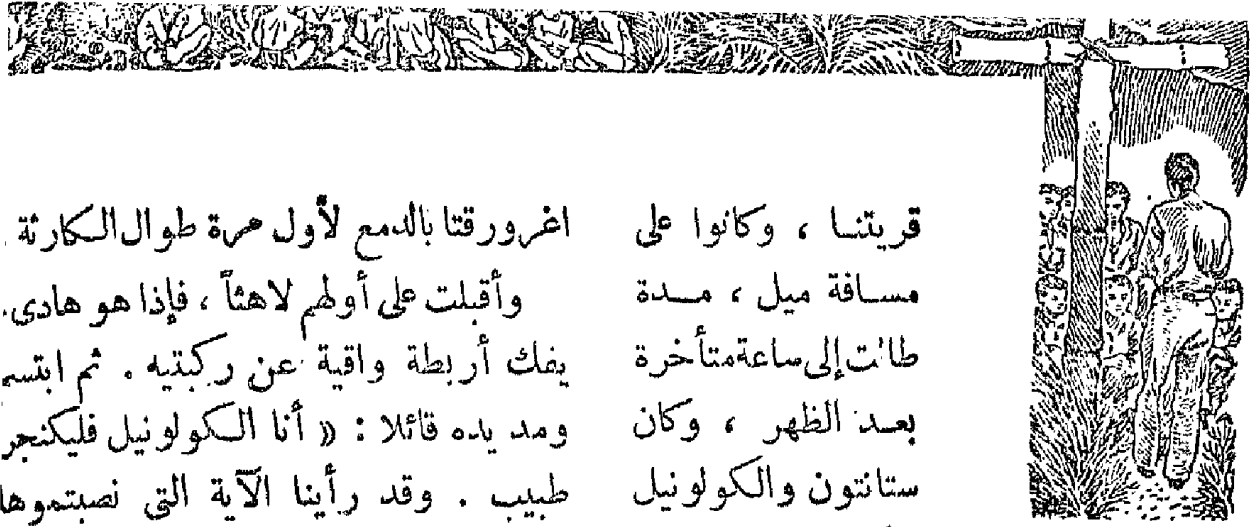 قريتنا ، وكانوا على
مسافة ميل ، مدة
طالت إلى ساعة متأخرة
بعد الظهر ، وكان
ستانتون والكولونيل
اغرورقتا بالدمع لأول مرة طوال الكارثة .
وأقبلت على أولهم لاهثاً ، فإذا هو هادىء
يفك أربطة واقية عن ركبتيه . ثم ابتسم
ومد يده قائلا : « أنا الكولونيل فليكنجر
طبيب . وقد رأينا الآية التى نصبتموها